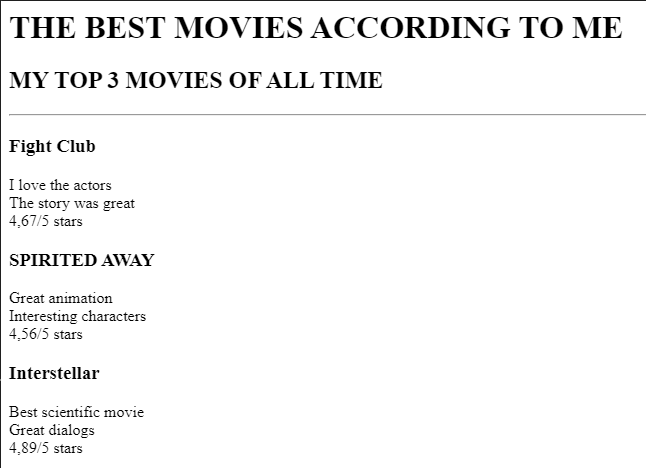 THE BEST MOVIES ACCORDING TO ME
MY TOP 3 MOVIES OF ALL TIME
Fight Club
I love the actors
The story was great
4,67/5 stars
SPIRITED AWAY
Great animation
Interesting characters
4,56/5 stars
Interstellar
Best scientific movie
Great dialogs
4,89/5 stars